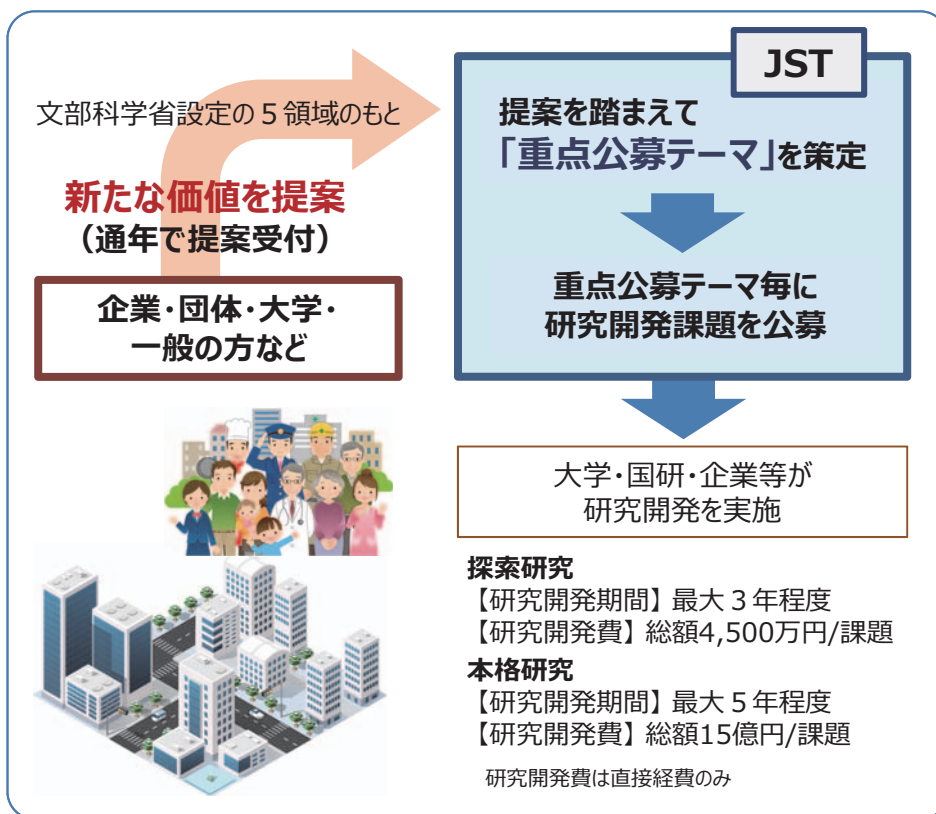 文部科学省設定の５領域のもと
新たな価値を提案
（通年で提案受付）
企業・団体・大学・
一般の方など
JST
提案を踏まえて
「重点公募テーマ」を策定
重点公募テーマ毎に
研究開発課題を公募
大学・国研・企業等が
研究開発を実施
探索研究
【研究開発期間】最大３年程度
【研究開発費】総額4,500万円/課題
本格研究
【研究開発期間】最大５年程度
【研究開発費】総額15億円/課題
研究開発費は直接経費のみ